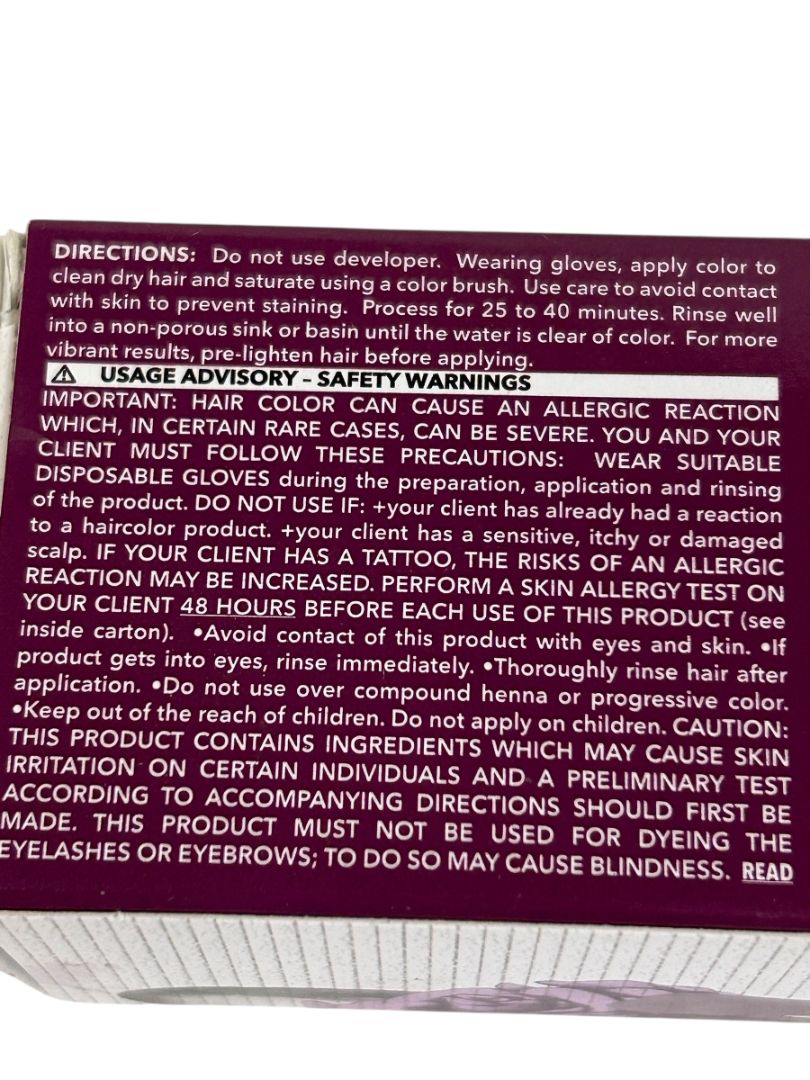 DIRECTIONS: Do not use developer. Wearing gloves, apply color to
clean dry hair and saturate using a color brush. Use care to avoid contact
with skin to prevent staining. Process for 25 to 40 minutes. Rinse well
into a non-porous sink or basin until the water is clear of color. For more
vibrant results, pre-lighten hair before applying.
USAGE ADVISORY - SAFETY WARNINGS
IMPORTANT: HAIR COLOR CAN CAUSE AN ALLERGIC REACTION
WHICH, IN CERTAIN RARE CASES, CAN BE SEVERE. YOU AND YOUR
CLIENT MUST FOLLOW THESE PRECAUTIONS: WEAR SUITABLE
DISPOSABLE GLOVES during the preparation, application and rinsing
of the product. DO NOT USE IF: +your client has already had a reaction
to a haircolor product. +your client has a sensitive, itchy or damaged
scalp. IF YOUR CLIENT HAS A TATTOO, THE RISKS OF AN ALLERGIC
REACTION MAY BE INCREASED. PERFORM A SKIN ALLERGY TEST ON
YOUR CLIENT 48 HOURS BEFORE EACH USE OF THIS PRODUCT (see
inside carton). •Avoid contact of this product with eyes and skin. •If
product gets into eyes, rinse immediately. •Thoroughly rinse hair after
application. •Do not use over compound henna or progressive color.
•Keep out of the reach of children. Do not apply on children. CAUTION:
THIS PRODUCT CONTAINS INGREDIENTS WHICH MAY CAUSE SKIN
IRRITATION ON CERTAIN INDIVIDUALS AND A PRELIMINARY TEST
ACCORDING TO ACCOMPANYING DIRECTIONS SHOULD FIRST BE
MADE. THIS PRODUCT MUST NOT BE USED FOR DYEING THE
EYELASHES OR EYEBROWS; TO DO SO MAY CAUSE BLINDNESS. READ